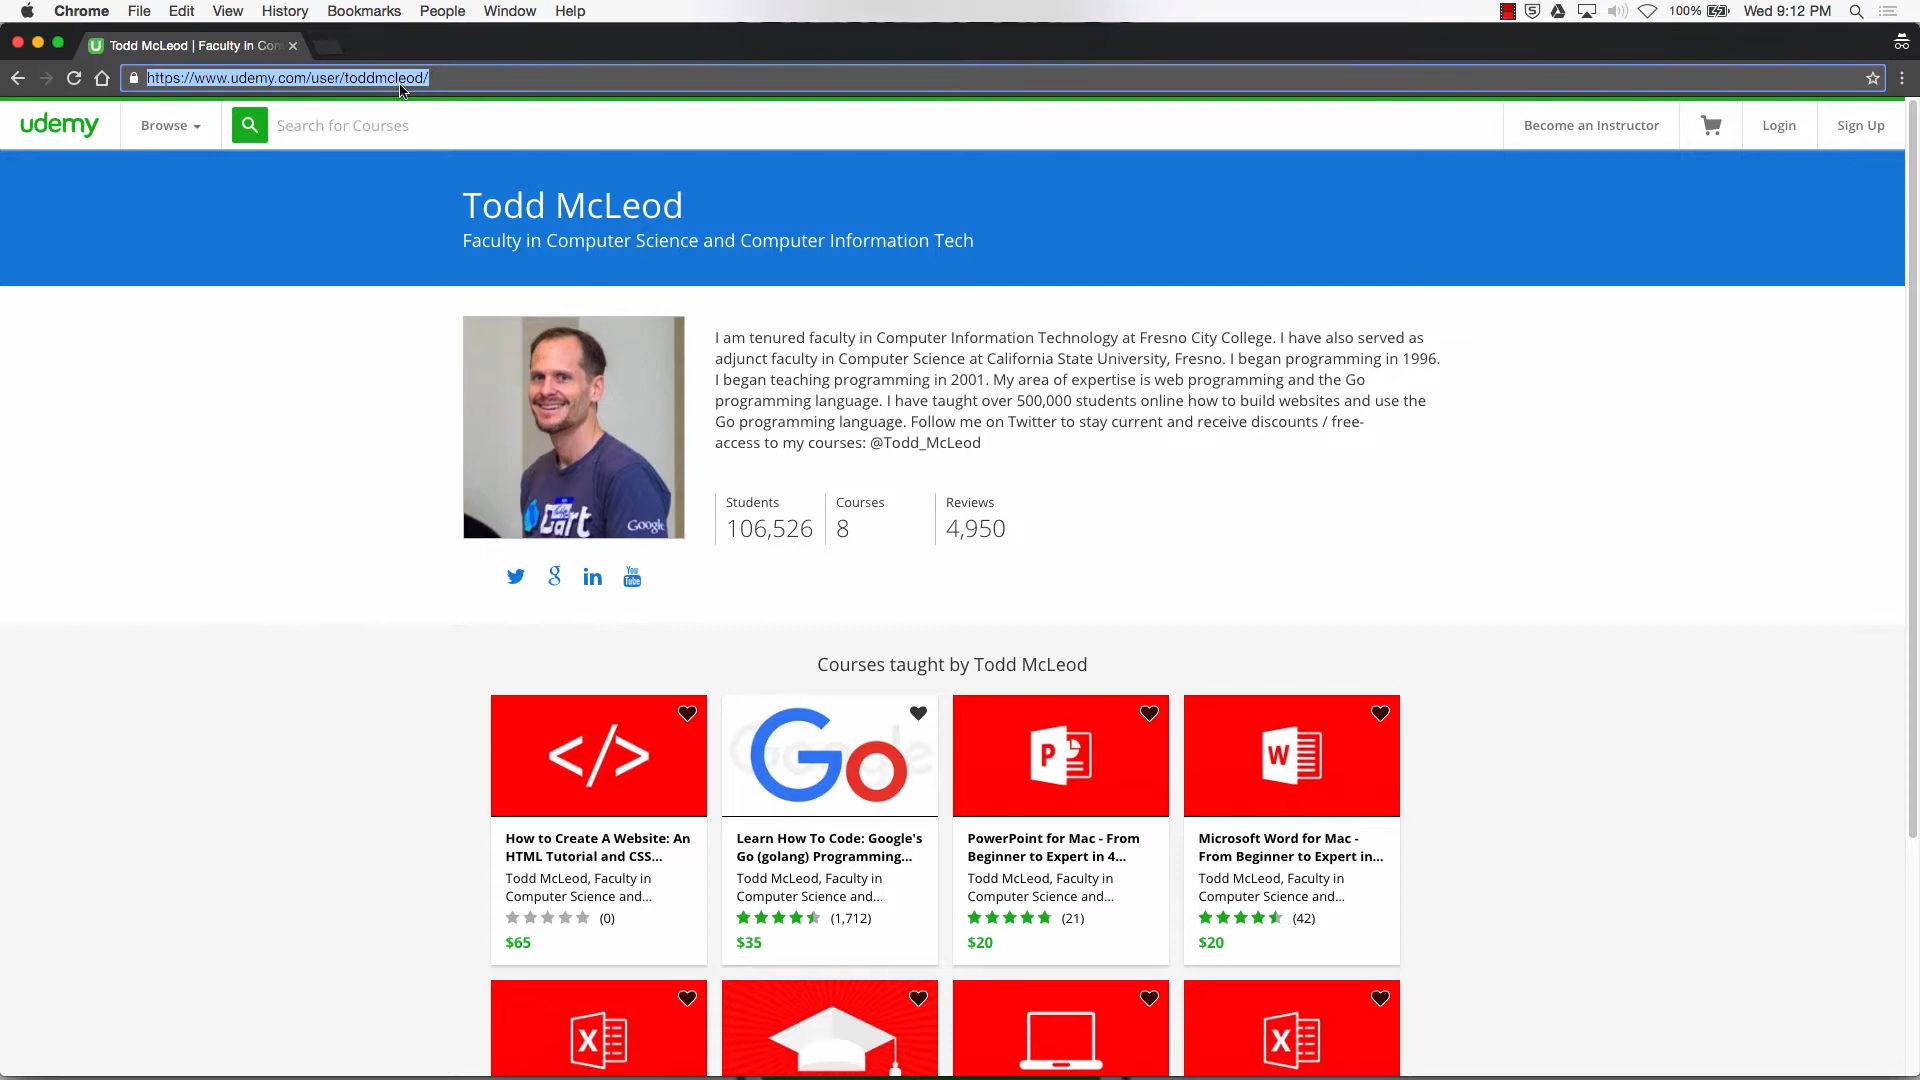 Chrome File Edit View History Bookmarks People Window Help 100% Wed 9:12 PM
Todd McLeod | Faculty in Com
https://www.udemy.com/user/toddmcleod/
udemy Browse Search for Courses Become an Instructor Login Sign Up
Todd McLeod
Faculty in Computer Science and Computer Information Tech
I am tenured faculty in Computer Information Technology at Fresno City College. I have also served as
adjunct faculty in Computer Science at California State University, Fresno. I began programming in 1996.
I began teaching programming in 2001. My area of expertise is web programming and the Go
programming language. I have taught over 500,000 students online how to build websites and use the
Go programming language. Follow me on Twitter to stay current and receive discounts / free-
access to my courses: @Todd_McLeod
Dart Google
Students Courses Reviews
106,526 8 4,950
g in You Tube
Courses taught by Todd McLeod
</> Go P W
How to Create A Website: An
HTML Tutorial and CSS...
Todd McLeod, Faculty in
Computer Science and...
(0)
$65
Learn How To Code: Google's
Go (golang) Programming...
Todd McLeod, Faculty in
Computer Science and...
(1,712)
$35
PowerPoint for Mac - From
Beginner to Expert in 4...
Todd McLeod, Faculty in
Computer Science and...
(21)
$20
Microsoft Word for Mac -
From Beginner to Expert in...
Todd McLeod, Faculty in
Computer Science and...
(42)
$20
X X